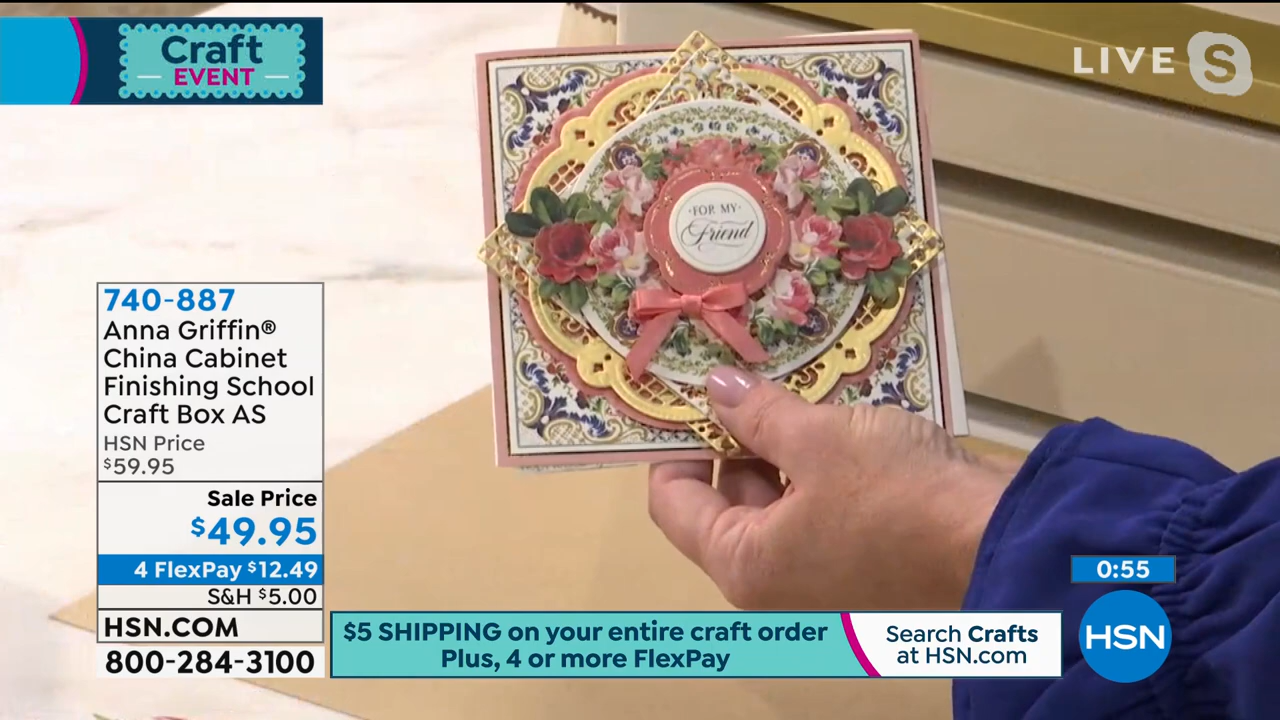 Craft
EVENT
LIVE S
·FOR MY·
Friend
740-887
Anna Griffin®
China Cabinet
Finishing School
Craft Box AS
HSN Price
$59.95
Sale Price
$49.95
4 FlexPay $12.49
S&H $5.00
HSN.COM
800-284-3100
$5 SHIPPING on your entire craft order
Plus, 4 or more FlexPay
Search Crafts
at HSN.com
0:55
HSN